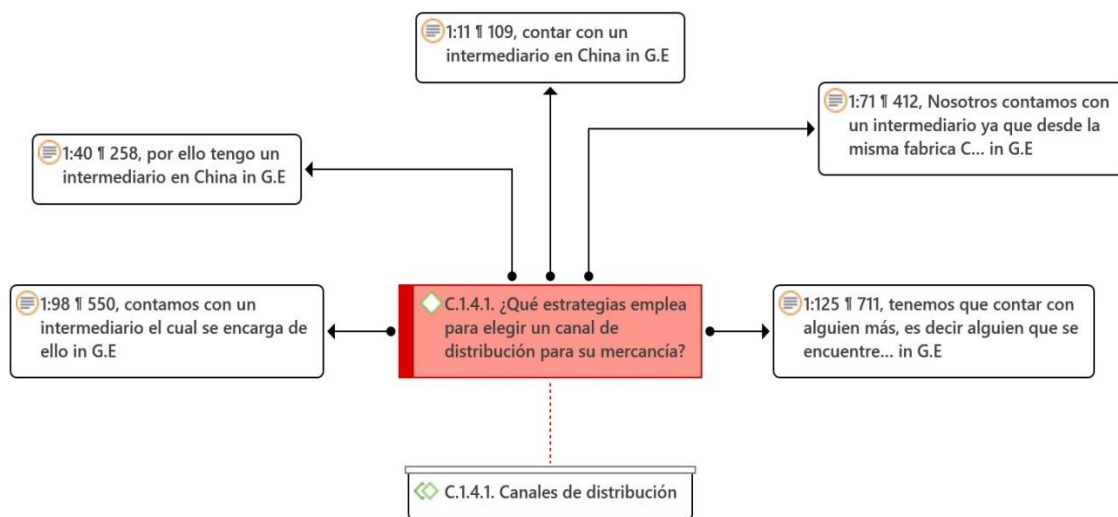 1:11 ¶ 109, contar con un
intermediario en China in G.E
1:71 ¶ 412, Nosotros contamos con
un intermediario ya que desde la
misma fabrica C... in G.E
1:40 ¶ 258, por ello tengo un
intermediario en China in G.E
1:98 ¶ 550, contamos con un
intermediario el cual se encarga de
ello in G.E
C.1.4.1. ¿Qué estrategias emplea
para elegir un canal de
distribución para su mercancía?
1:125 ¶ 711, tenemos que contar con
alguien más, es decir alguien que se
encuentre... in G.E
C.1.4.1. Canales de distribución